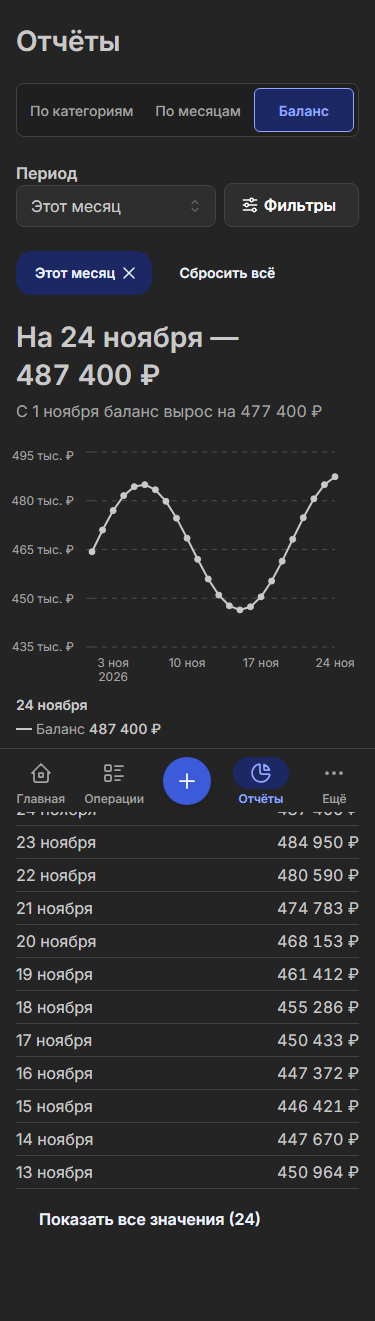 Отчёты
По категориям
По месяцам
Баланс
Период
Этот месяц
Фильтры
Этот месяц
Сбросить всё
На 24 ноября —
487 400 ₽
С 1 ноября баланс вырос на 477 400 ₽
495 тыс. ₽
480 тыс. ₽
465 тыс. ₽
450 тыс. ₽
435 тыс. ₽
3 ноя
2026
10 ноя
17 ноя
24 ноя
24 ноября
Баланс 487 400 ₽
Главная
Операции
Отчёты
Ещё
23 ноября 484 950 ₽
22 ноября 480 590 ₽
21 ноября 474 783 ₽
20 ноября 468 153 ₽
19 ноября 461 412 ₽
18 ноября 455 286 ₽
17 ноября 450 433 ₽
16 ноября 447 372 ₽
15 ноября 446 421 ₽
14 ноября 447 670 ₽
13 ноября 450 964 ₽
Показать все значения (24)